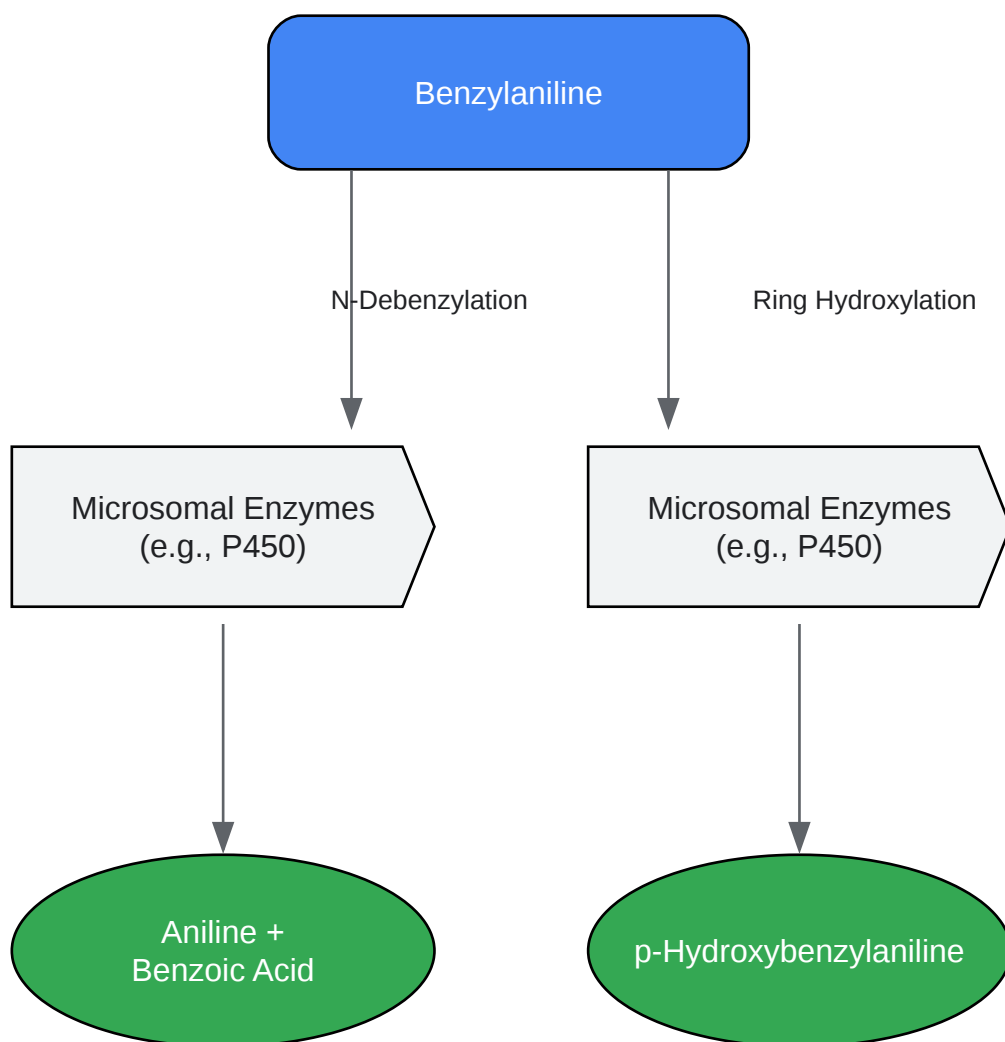 Benzylaniline
N-Debenzylation
Ring Hydroxylation
Microsomal Enzymes
(e.g., P450)
Microsomal Enzymes
(e.g., P450)
Aniline +
Benzoic Acid
p-Hydroxybenzylaniline